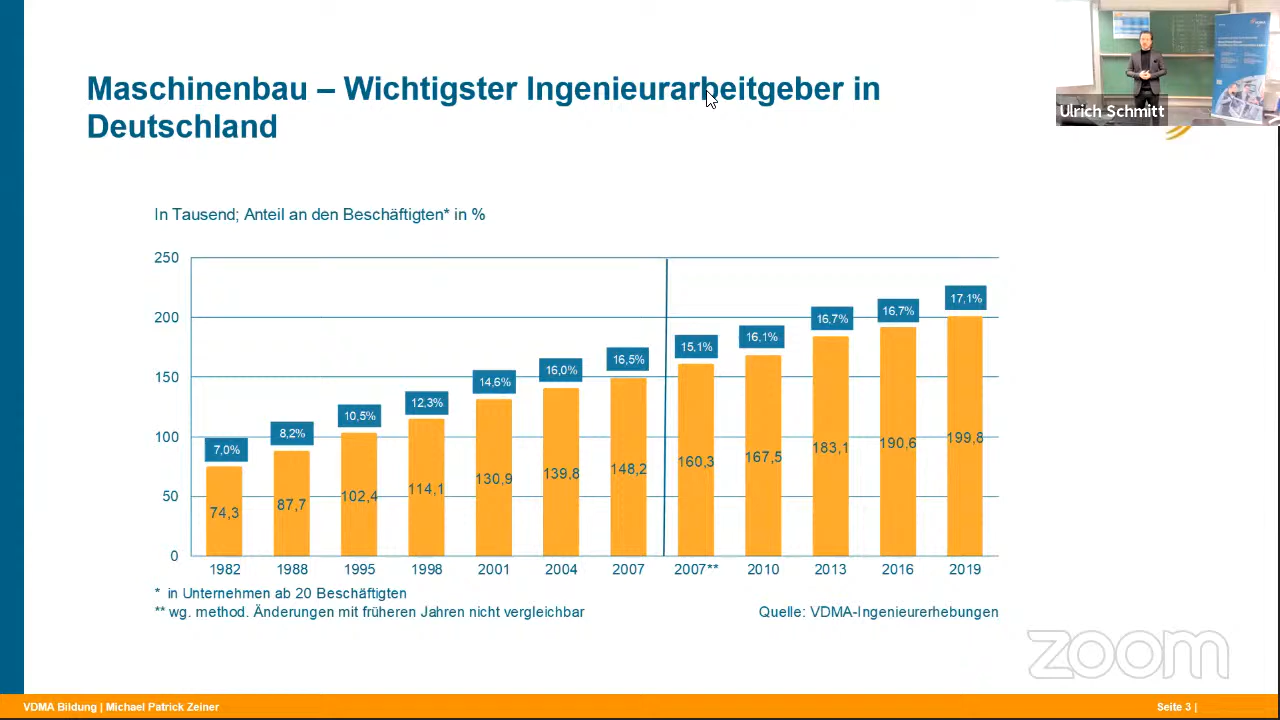 Maschinenbau – Wichtigster Ingenieurarbeitgeber in
Deutschland
Ulrich Schmitt
In Tausend; Anteil an den Beschäftigten* in %
250
200
150
100
50
0
7,0%
8,2%
10,5%
12,3%
14,6%
16,0%
16,5%
15,1%
16,1%
16,7%
16,7%
17,1%
74,3
87,7
102,4
114,1
130,9
139,8
148,2
160,3
167,5
183,1
190,6
199,8
1982 1988 1995 1998 2001 2004 2007 2007** 2010 2013 2016 2019
* in Unternehmen ab 20 Beschäftigten
** wg. method. Änderungen mit früheren Jahren nicht vergleichbar
Quelle: VDMA-Ingenieurerhebungen
zoom
VDMA Bildung | Michael Patrick Zeiner
Seite 3 |